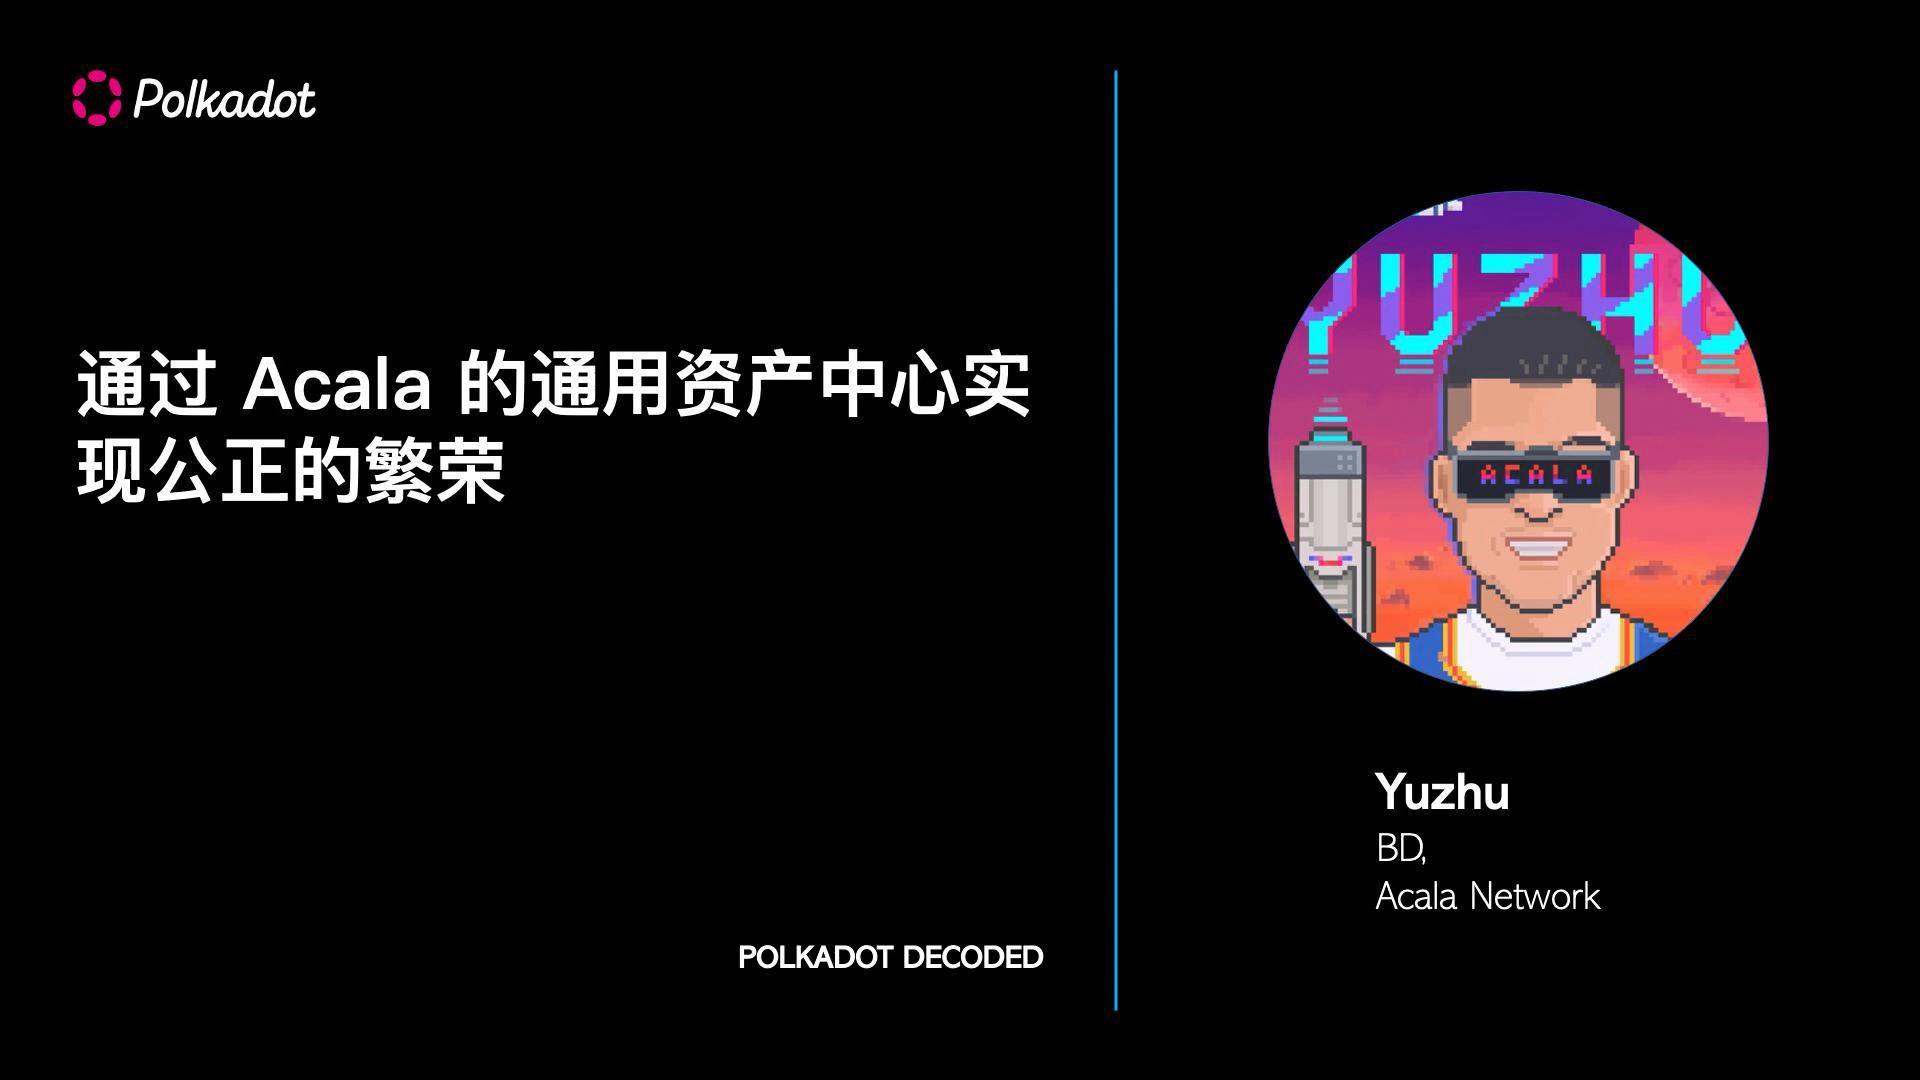 Polkadot
通过 Acala 的通用资产中心实
现公正的繁荣
POLKADOT DECODED
YUZHU
ACALA
Yuzhu
BD,
Acala Network